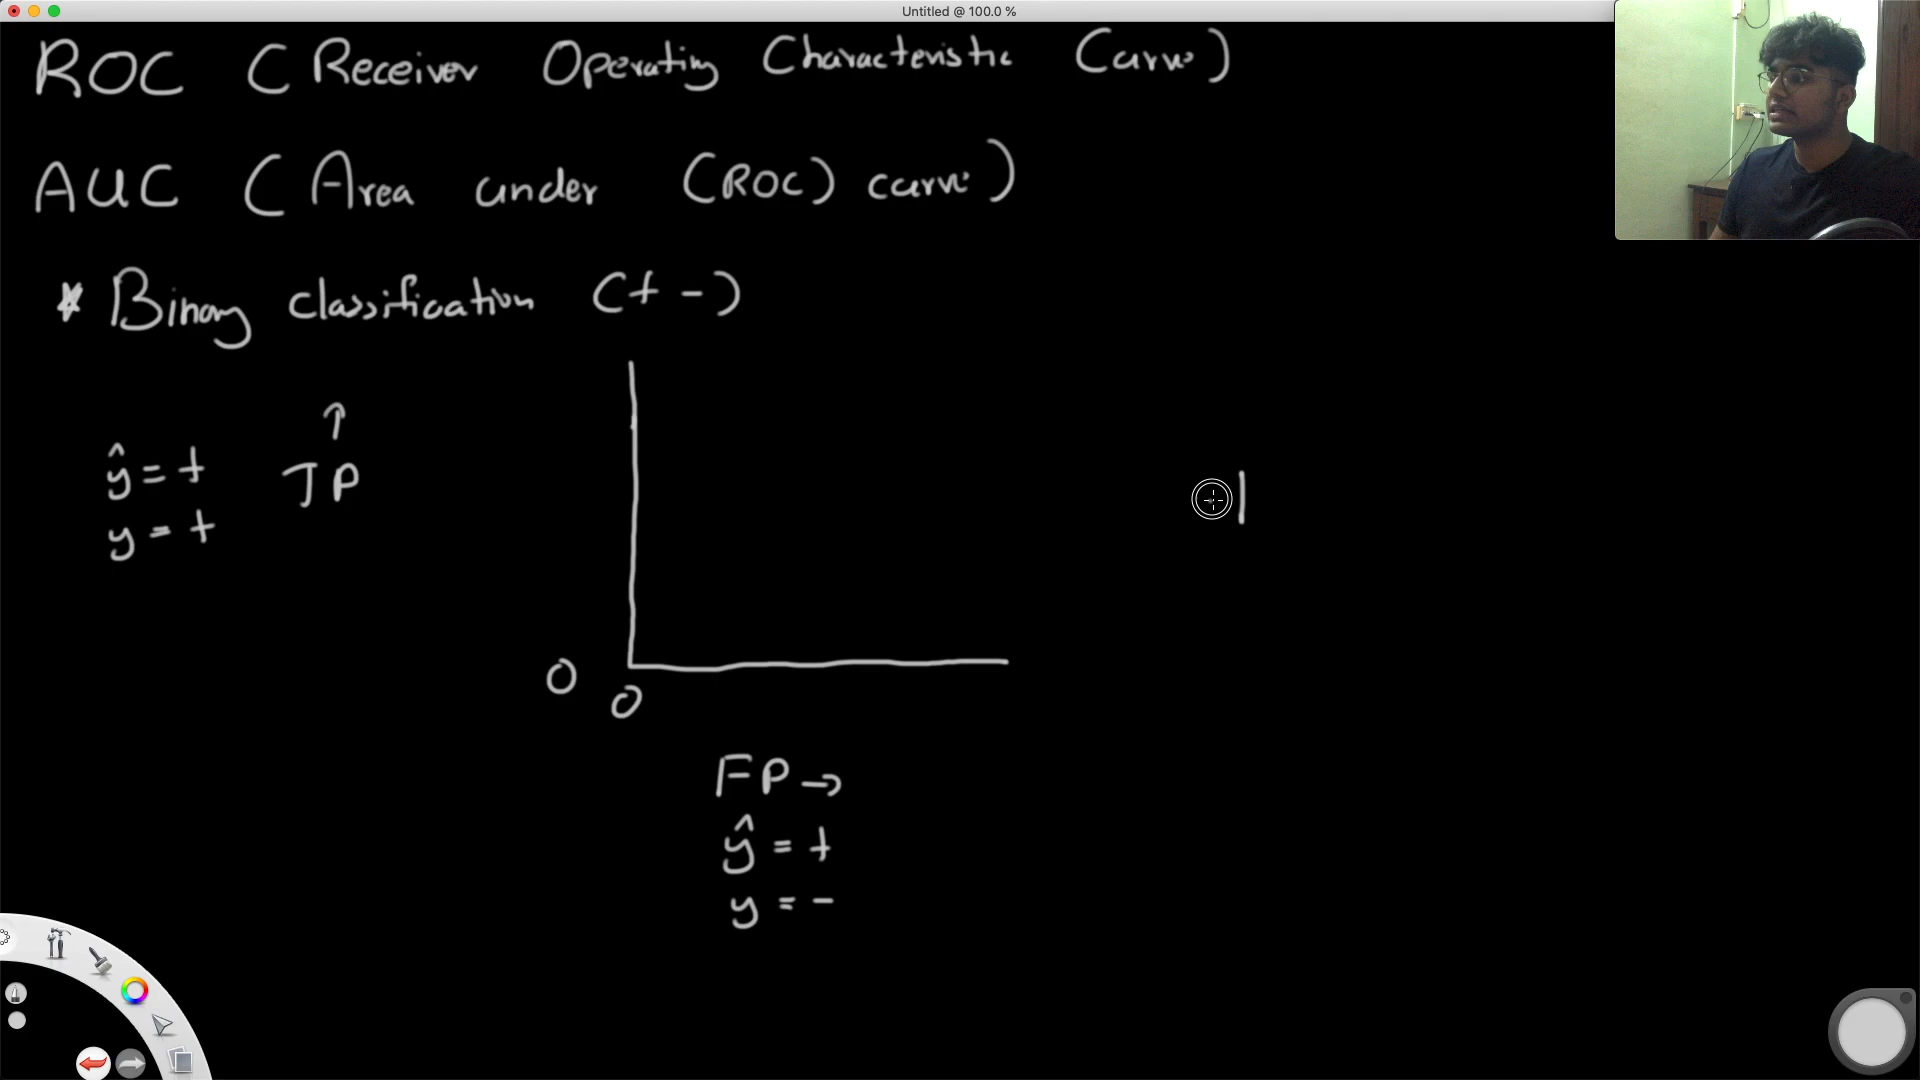 Untitled @ 100.0 %
ROC ( Receiver Operating Characteristic Curve)
AUC ( Area under (ROC) curve)
* Binary classification (+ -)
↑
ŷ = + TP
y = +
|
0
0
FP →
ŷ = +
y = -